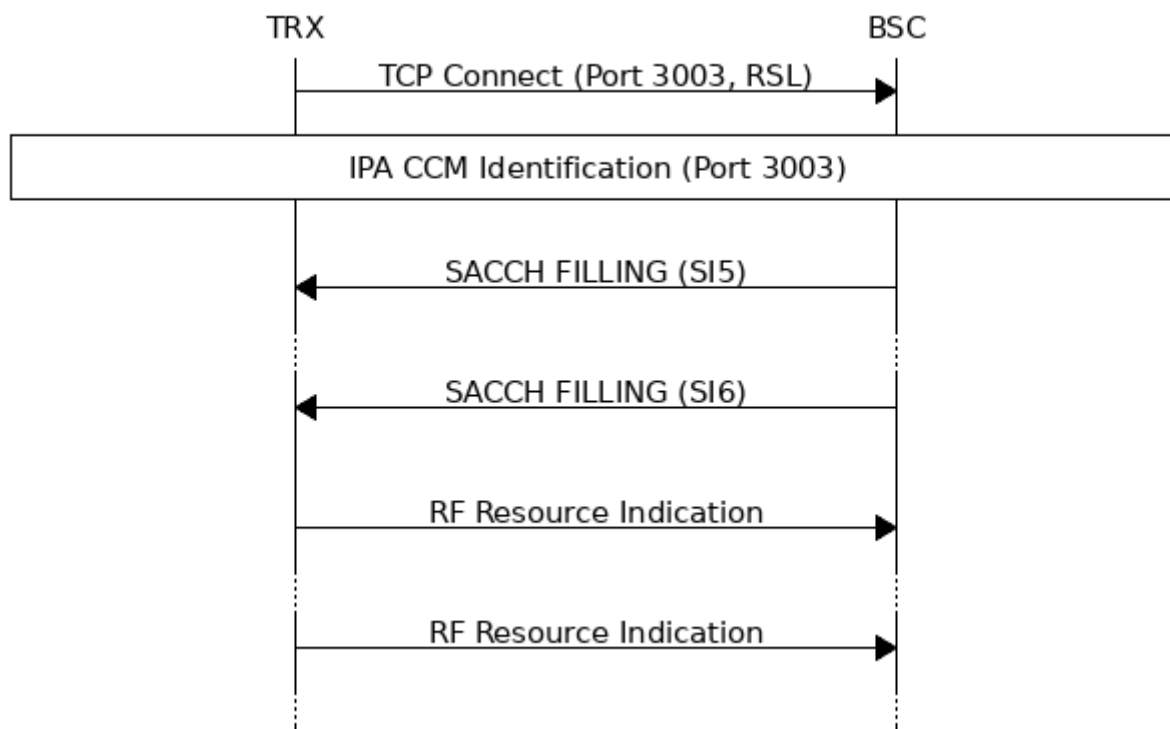 TRX BSC
TCP Connect (Port 3003, RSL)
IPA CCM Identification (Port 3003)
SACCH FILLING (SI5)
SACCH FILLING (SI6)
RF Resource Indication
RF Resource Indication